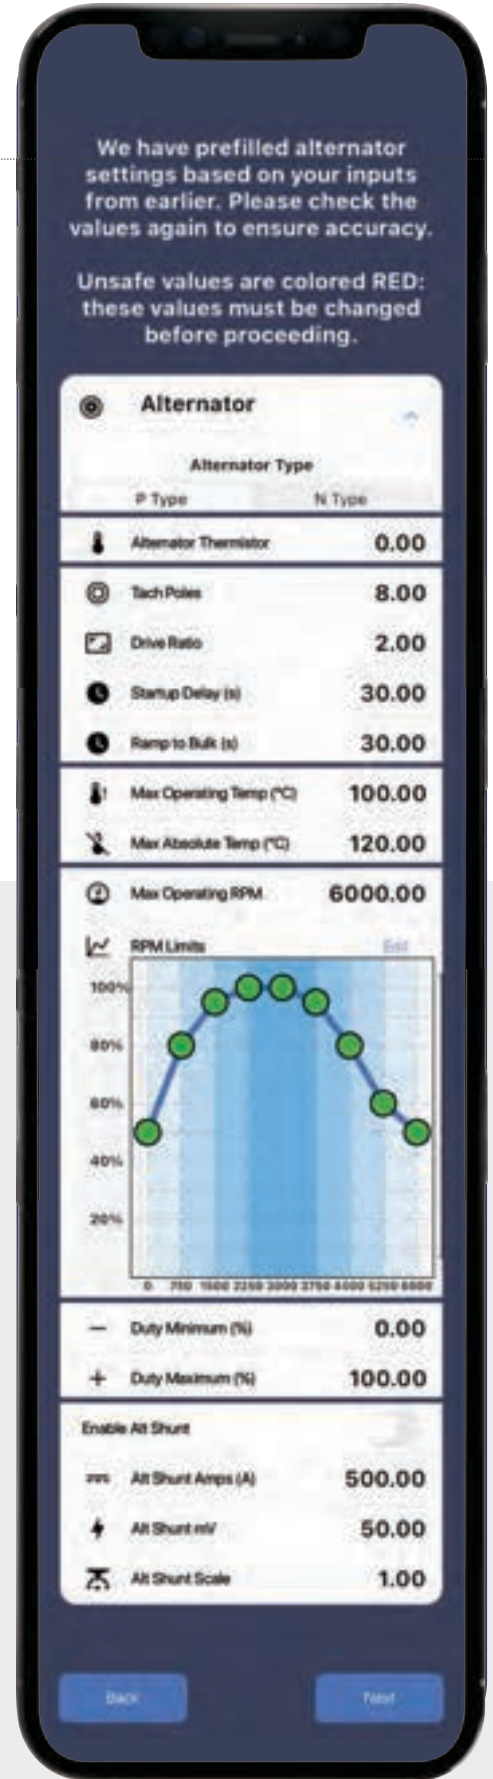 We have prefilled alternator
settings based on your inputs
from earlier. Please check the
values again to ensure accuracy.
Unsafe values are colored RED:
these values must be changed
before proceeding.
Alternator
Alternator Type
P Type N Type
Alternator Thermistor 0.00
Tach Poles 8.00
Drive Ratio 2.00
Startup Delay (s) 30.00
Ramp to Bulk (s) 30.00
Max Operating Temp (°C) 100.00
Max Absolute Temp (°C) 120.00
Max Operating RPM 6000.00
RPM Limits Edit
100%
80%
60%
40%
20%
0 750 1500 2250 3000 3750 5250 6000
Duty Minimum (%) 0.00
Duty Maximum (%) 100.00
Enable Alt Shunt
Alt Shunt Amps (A) 500.00
Alt Shunt mV 50.00
Alt Shunt Scale 1.00
Back Next